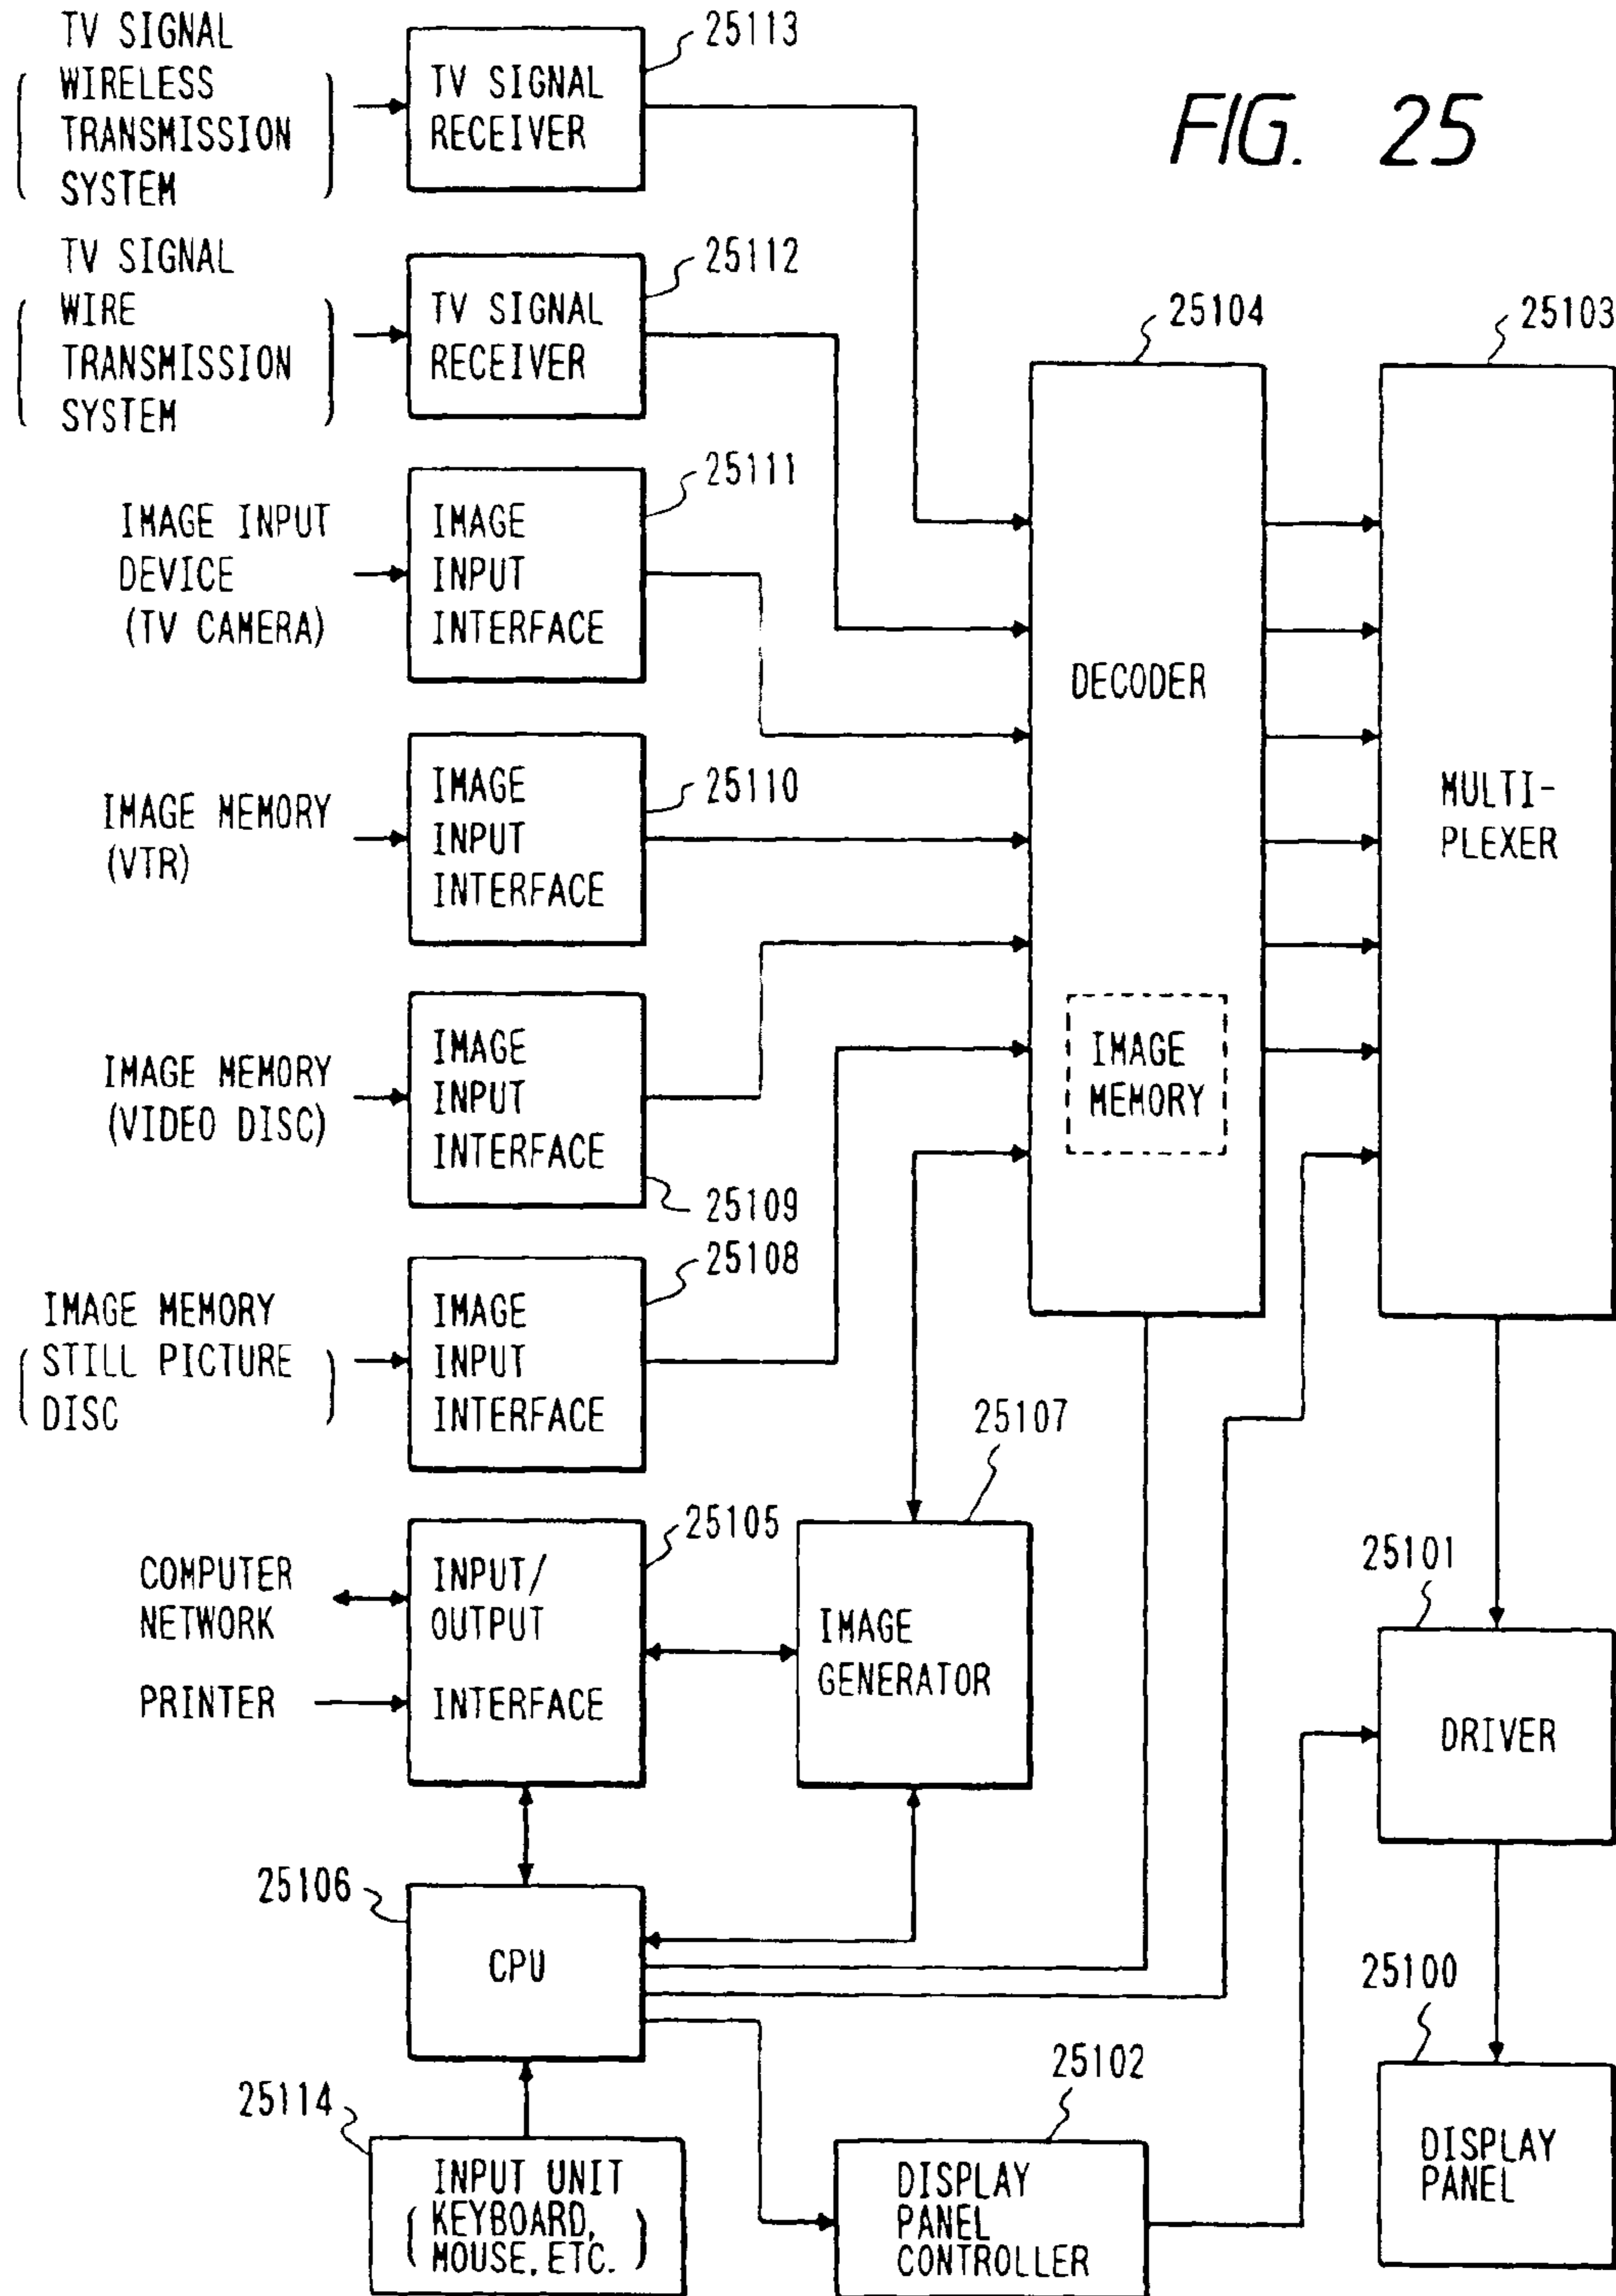 FIG. 25
TV SIGNAL
WIRELESS
TRANSMISSION
SYSTEM
TV SIGNAL
RECEIVER
25113
TV SIGNAL
WIRE
TRANSMISSION
SYSTEM
TV SIGNAL
RECEIVER
25112
IMAGE INPUT
DEVICE
(TV CAMERA)
IMAGE
INPUT
INTERFACE
25111
IMAGE MEMORY
(VTR)
IMAGE
INPUT
INTERFACE
25110
IMAGE MEMORY
(VIDEO DISC)
IMAGE
INPUT
INTERFACE
25109
IMAGE MEMORY
STILL PICTURE
DISC
IMAGE
INPUT
INTERFACE
25108
25104
DECODER
IMAGE
MEMORY
25103
MULTI-
PLEXER
COMPUTER
NETWORK
PRINTER
INPUT/
OUTPUT
INTERFACE
25105
25107
IMAGE
GENERATOR
25101
DRIVER
25106
CPU
25100
DISPLAY
PANEL
25114
INPUT UNIT
(KEYBOARD,
MOUSE, ETC.)
25102
DISPLAY
PANEL
CONTROLLER